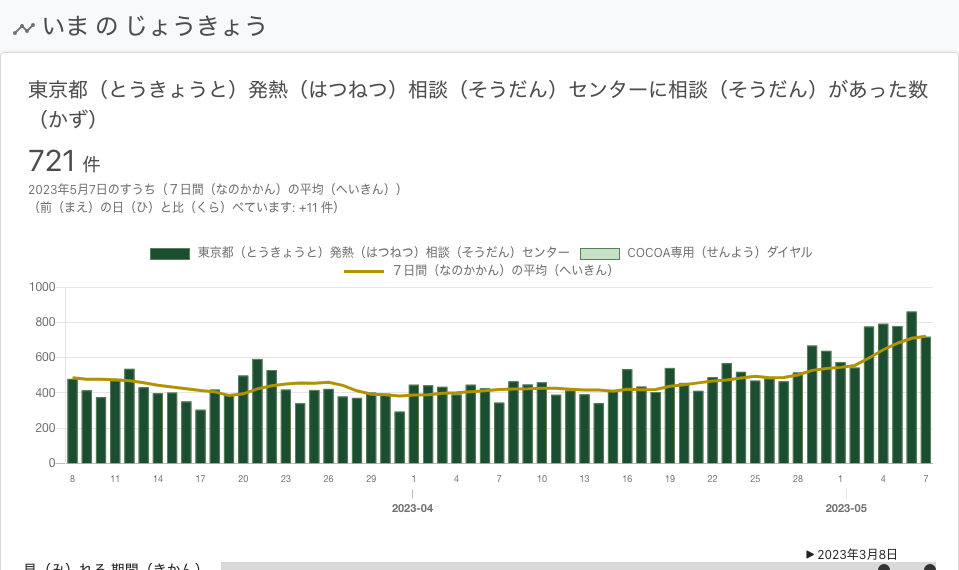 いま の じょうきょう
東京都（とうきょうと）発熱（はつねつ）相談（そうだん）センターに相談（そうだん）があった数
（かず）
721 件
2023年5月7日のすうち（７日間（なのかかん）の平均（へいきん））
（前（まえ）の日（ひ）と比（くら）べています: +11 件）
東京都（とうきょうと）発熱（はつねつ）相談（そうだん）センター COCOA専用（せんよう）ダイヤル
７日間（なのかかん）の平均（へいきん）
1000
800
600
400
200
0
8 11 14 17 20 23 26 29 1 4 7 10 13 16 19 22 25 28 1 4 7
2023-04 2023-05
▶ 2023年3月8日
見（み）れる 期間（きかん）